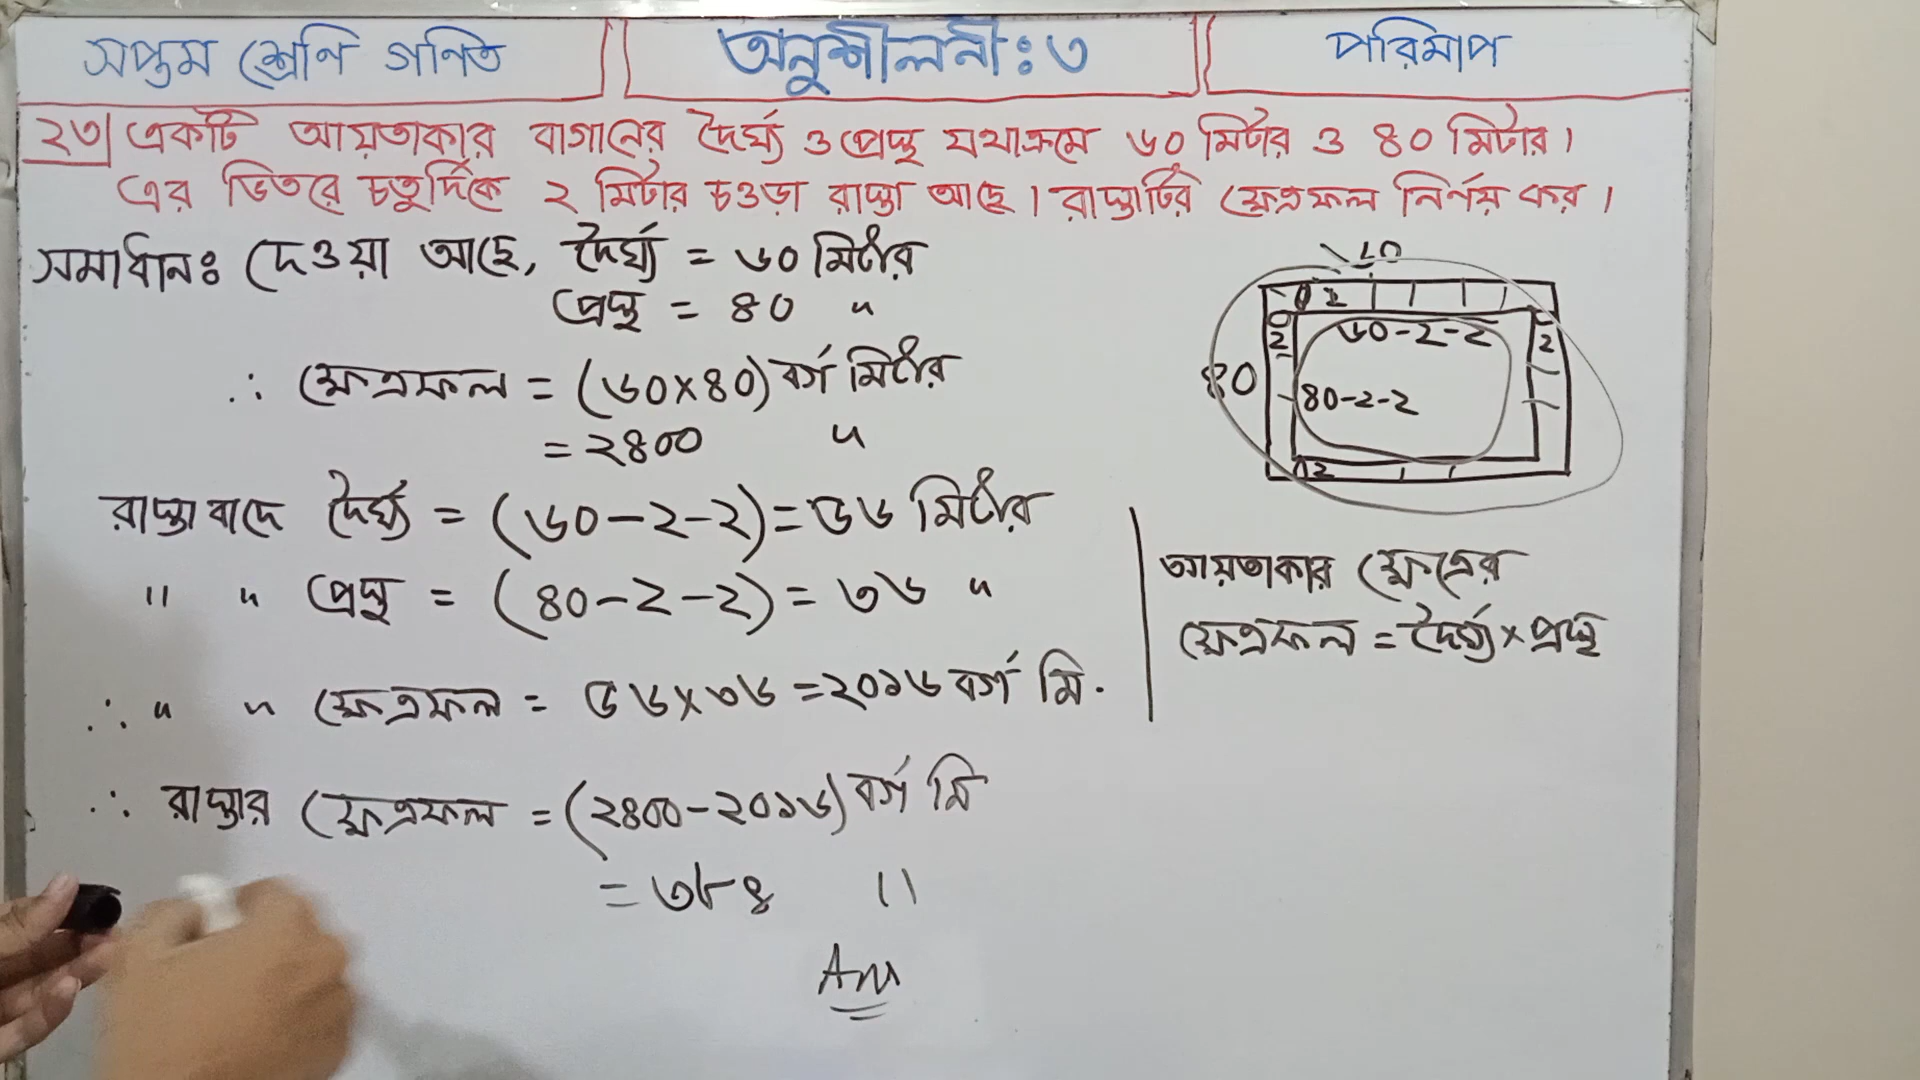 সপ্তম শ্রেণি গণিত
অনুশীলনী: ৩
পরিমাপ
২৩| একটি আয়তাকার বাগানের দৈর্ঘ্য ও প্রস্থ যথাক্রমে ৬০ মিটার ও ৪০ মিটার।
এর ভিতরে চতুর্দিকে ২ মিটার চওড়া রাস্তা আছে। রাস্তাটির ক্ষেত্রফল নির্ণয় কর।
সমাধান: দেওয়া আছে, দৈর্ঘ্য = ৬০ মিটার
প্রস্থ = ৪০ "
∴ ক্ষেত্রফল = (৬০×৪০) বর্গ মিটার
= ২৪০০ "
রাস্তা বাদে দৈর্ঘ্য = (৬০-২-২) = ৫৬ মিটার
" " প্রস্থ = (৪০-২-২) = ৩৬ "
∴ " " ক্ষেত্রফল = ৫৬×৩৬ = ২০১৬ বর্গ মি.
∴ রাস্তার ক্ষেত্রফল = (২৪০০-২০১৬) বর্গ মি
= ৩৮৪ "
Ans
৬০
২
২
৬০-২-২
২
৪০
৪০-২-২
২
আয়তাকার ক্ষেত্রের
ক্ষেত্রফল = দৈর্ঘ্য × প্রস্থ